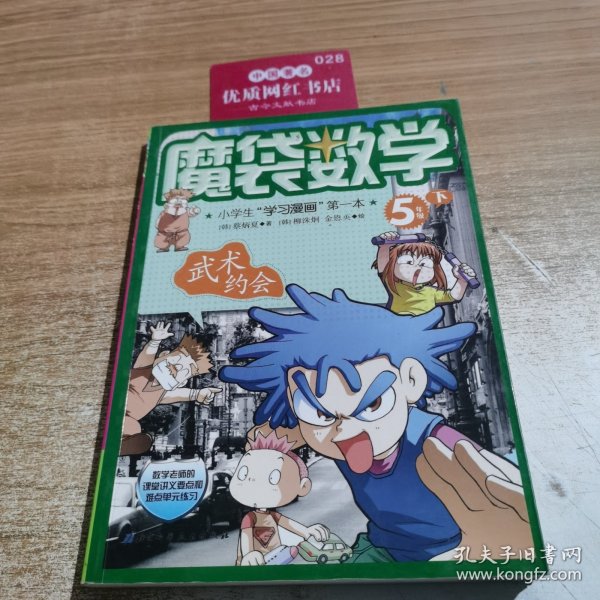 028
中国著名
优质网红书店
古今文献书店
魔袋数学
★ 小学生“学习漫画”第一本 ★
5年级 下
[韩]蔡炳夏◆著 [韩]柳洙炯 金恩央◆绘
武术
约会
数学老师的
课堂讲义要点和
难点单元练习
孔夫子旧书网
www.kongfz.com